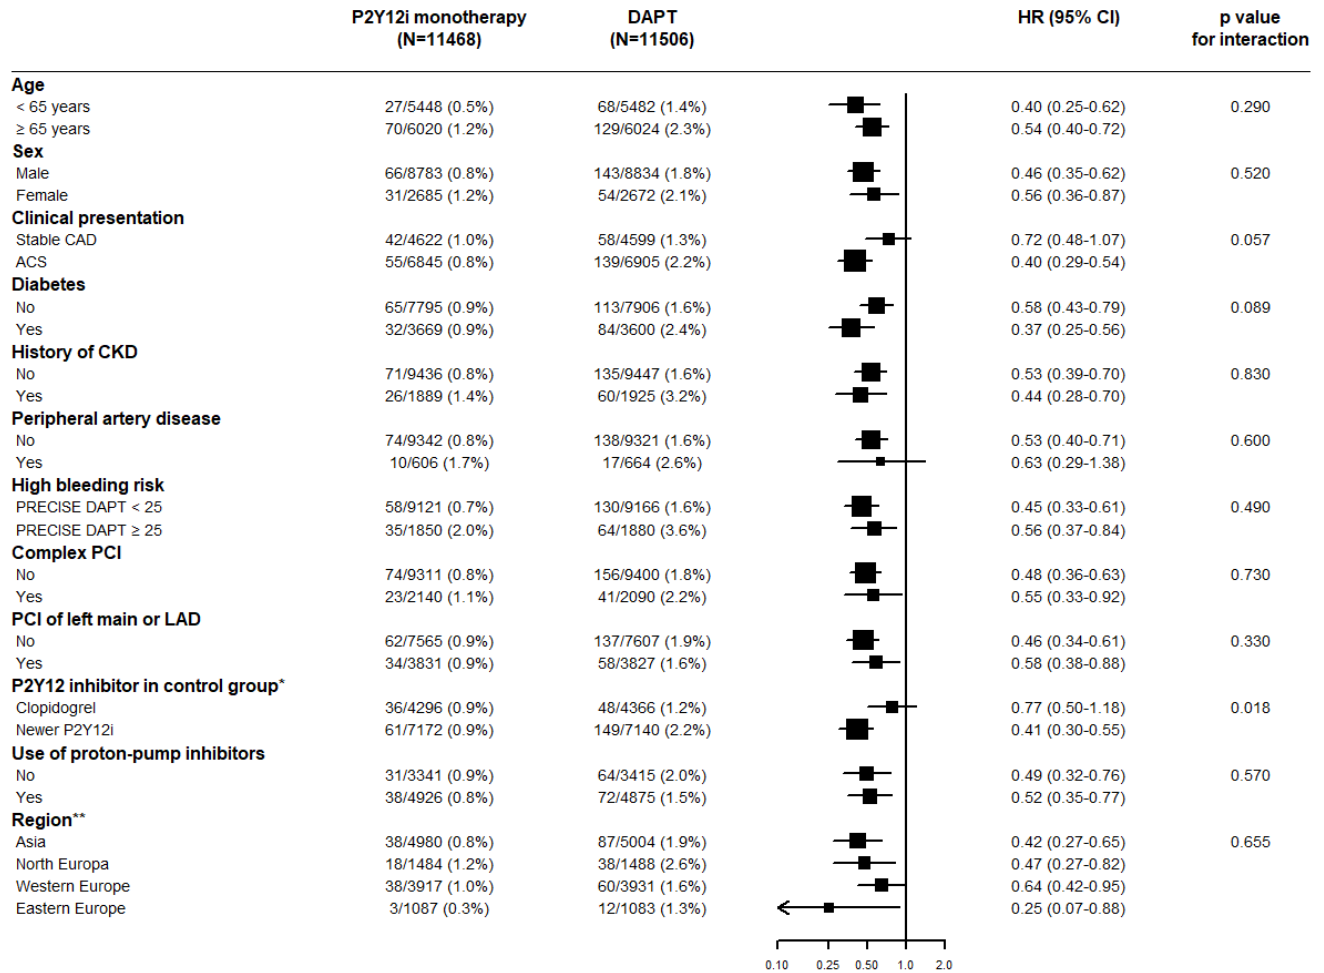 P2Y12i monotherapy DAPT HR (95% CI) p value
(N=11468) (N=11506) for interaction
Age
< 65 years 27/5448 (0.5%) 68/5482 (1.4%) 0.40 (0.25-0.62) 0.290
≥ 65 years 70/6020 (1.2%) 129/6024 (2.3%) 0.54 (0.40-0.72)
Sex
Male 66/8783 (0.8%) 143/8834 (1.8%) 0.46 (0.35-0.62) 0.520
Female 31/2685 (1.2%) 54/2672 (2.1%) 0.56 (0.36-0.87)
Clinical presentation
Stable CAD 42/4622 (1.0%) 58/4599 (1.3%) 0.72 (0.48-1.07) 0.057
ACS 55/6845 (0.8%) 139/6905 (2.2%) 0.40 (0.29-0.54)
Diabetes
No 65/7795 (0.9%) 113/7906 (1.6%) 0.58 (0.43-0.79) 0.089
Yes 32/3669 (0.9%) 84/3600 (2.4%) 0.37 (0.25-0.56)
History of CKD
No 71/9436 (0.8%) 135/9447 (1.6%) 0.53 (0.39-0.70) 0.830
Yes 26/1889 (1.4%) 60/1925 (3.2%) 0.44 (0.28-0.70)
Peripheral artery disease
No 74/9342 (0.8%) 138/9321 (1.6%) 0.53 (0.40-0.71) 0.600
Yes 10/606 (1.7%) 17/664 (2.6%) 0.63 (0.29-1.38)
High bleeding risk
PRECISE DAPT < 25 58/9121 (0.7%) 130/9166 (1.6%) 0.45 (0.33-0.61) 0.490
PRECISE DAPT ≥ 25 35/1850 (2.0%) 64/1880 (3.6%) 0.56 (0.37-0.84)
Complex PCI
No 74/9311 (0.8%) 156/9400 (1.8%) 0.48 (0.36-0.63) 0.730
Yes 23/2140 (1.1%) 41/2090 (2.2%) 0.55 (0.33-0.92)
PCI of left main or LAD
No 62/7565 (0.9%) 137/7607 (1.9%) 0.46 (0.34-0.61) 0.330
Yes 34/3831 (0.9%) 58/3827 (1.6%) 0.58 (0.38-0.88)
P2Y12 inhibitor in control group*
Clopidogrel 36/4296 (0.9%) 48/4366 (1.2%) 0.77 (0.50-1.18) 0.018
Newer P2Y12i 61/7172 (0.9%) 149/7140 (2.2%) 0.41 (0.30-0.55)
Use of proton-pump inhibitors
No 31/3341 (0.9%) 64/3415 (2.0%) 0.49 (0.32-0.76) 0.570
Yes 38/4926 (0.8%) 72/4875 (1.5%) 0.52 (0.35-0.77)
Region**
Asia 38/4980 (0.8%) 87/5004 (1.9%) 0.42 (0.27-0.65) 0.655
North Europa 18/1484 (1.2%) 38/1488 (2.6%) 0.47 (0.27-0.82)
Western Europe 38/3917 (1.0%) 60/3931 (1.6%) 0.64 (0.42-0.95)
Eastern Europe 3/1087 (0.3%) 12/1083 (1.3%) 0.25 (0.07-0.88)
0.10 0.25 0.50 1.0 2.0